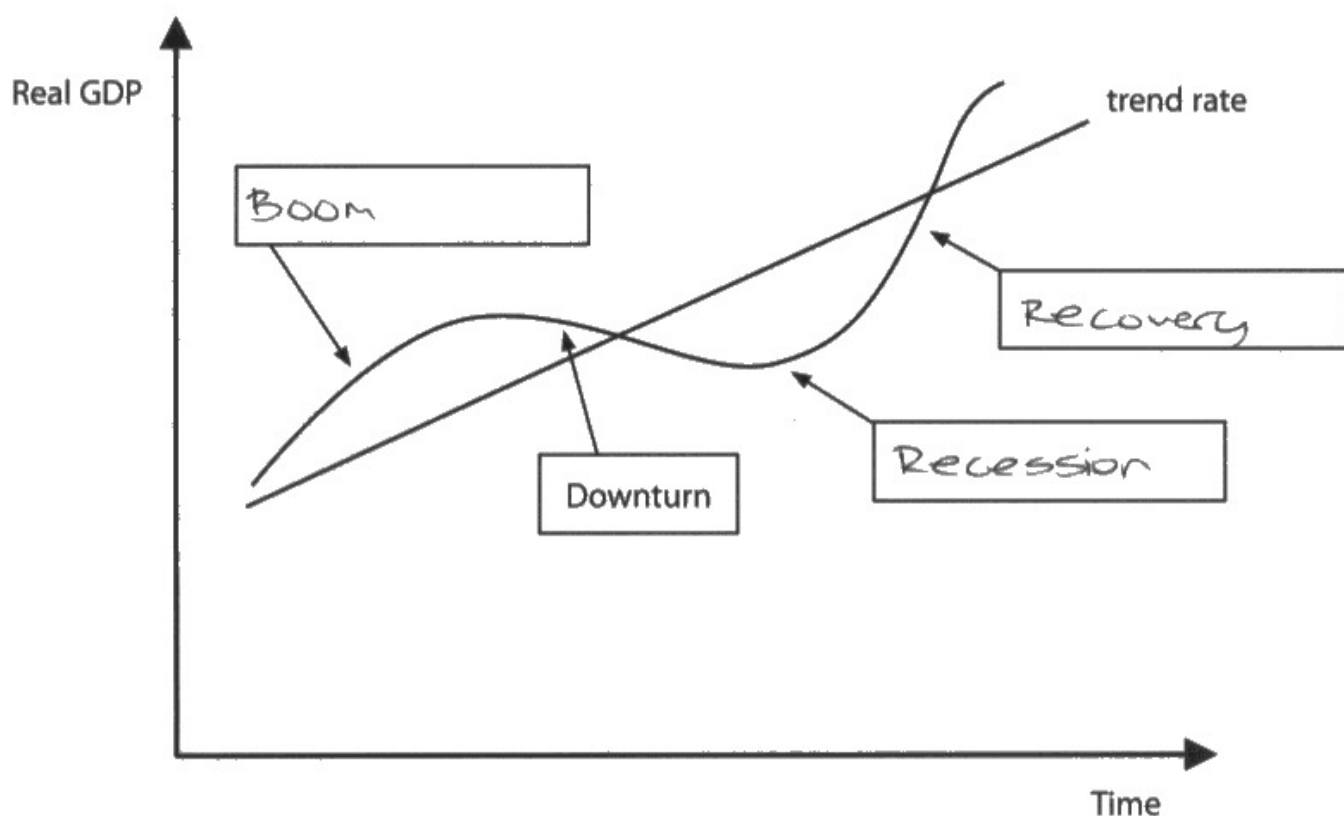 Real GDP
trend rate
Boom
Recovery
Recession
Downturn
Time